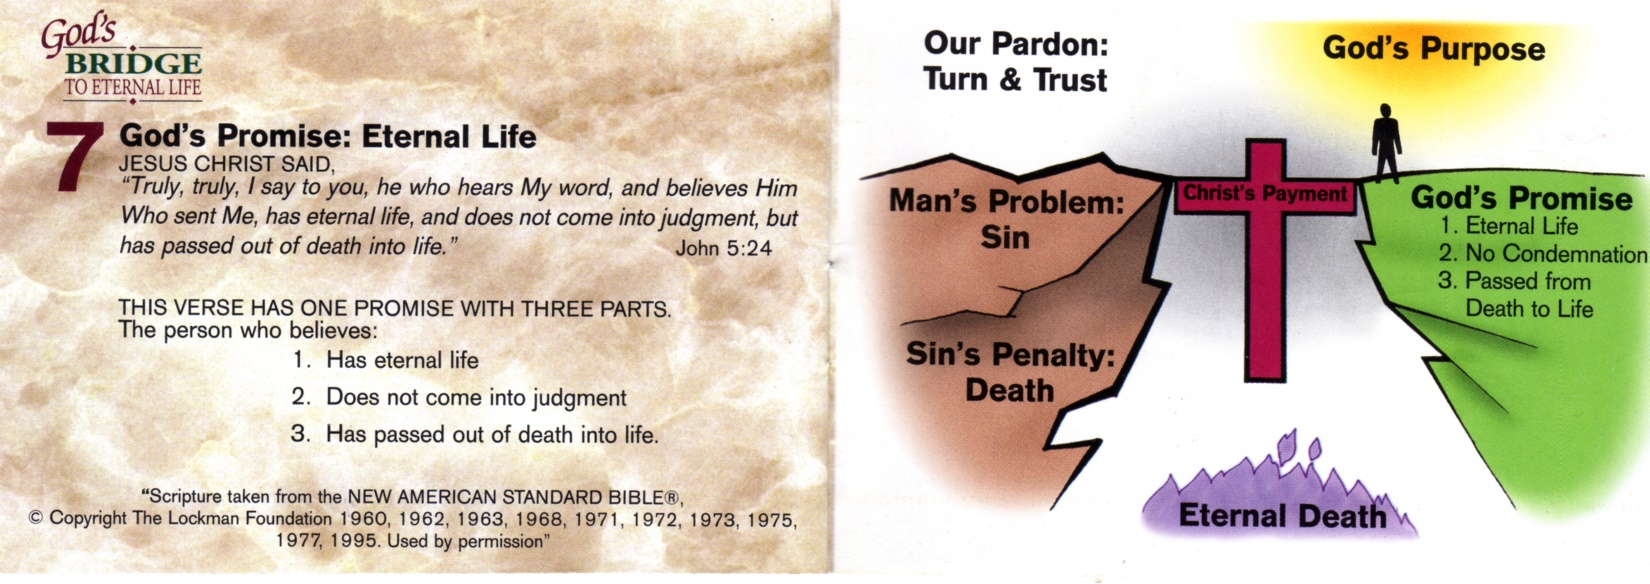 God's
BRIDGE
TO ETERNAL LIFE
7
God's Promise: Eternal Life
JESUS CHRIST SAID,
“Truly, truly, I say to you, he who hears My word, and believes Him
Who sent Me, has eternal life, and does not come into judgment, but
has passed out of death into life.” John 5:24
THIS VERSE HAS ONE PROMISE WITH THREE PARTS.
The person who believes:
1. Has eternal life
2. Does not come into judgment
3. Has passed out of death into life.
“Scripture taken from the NEW AMERICAN STANDARD BIBLE®,
© Copyright The Lockman Foundation 1960, 1962, 1963, 1968, 1971, 1972, 1973, 1975,
1977, 1995. Used by permission”
Our Pardon:
Turn & Trust
God's Purpose
Man's Problem:
Sin
Christ's Payment
God's Promise
1. Eternal Life
2. No Condemnation
3. Passed from
Death to Life
Sin's Penalty:
Death
Eternal Death